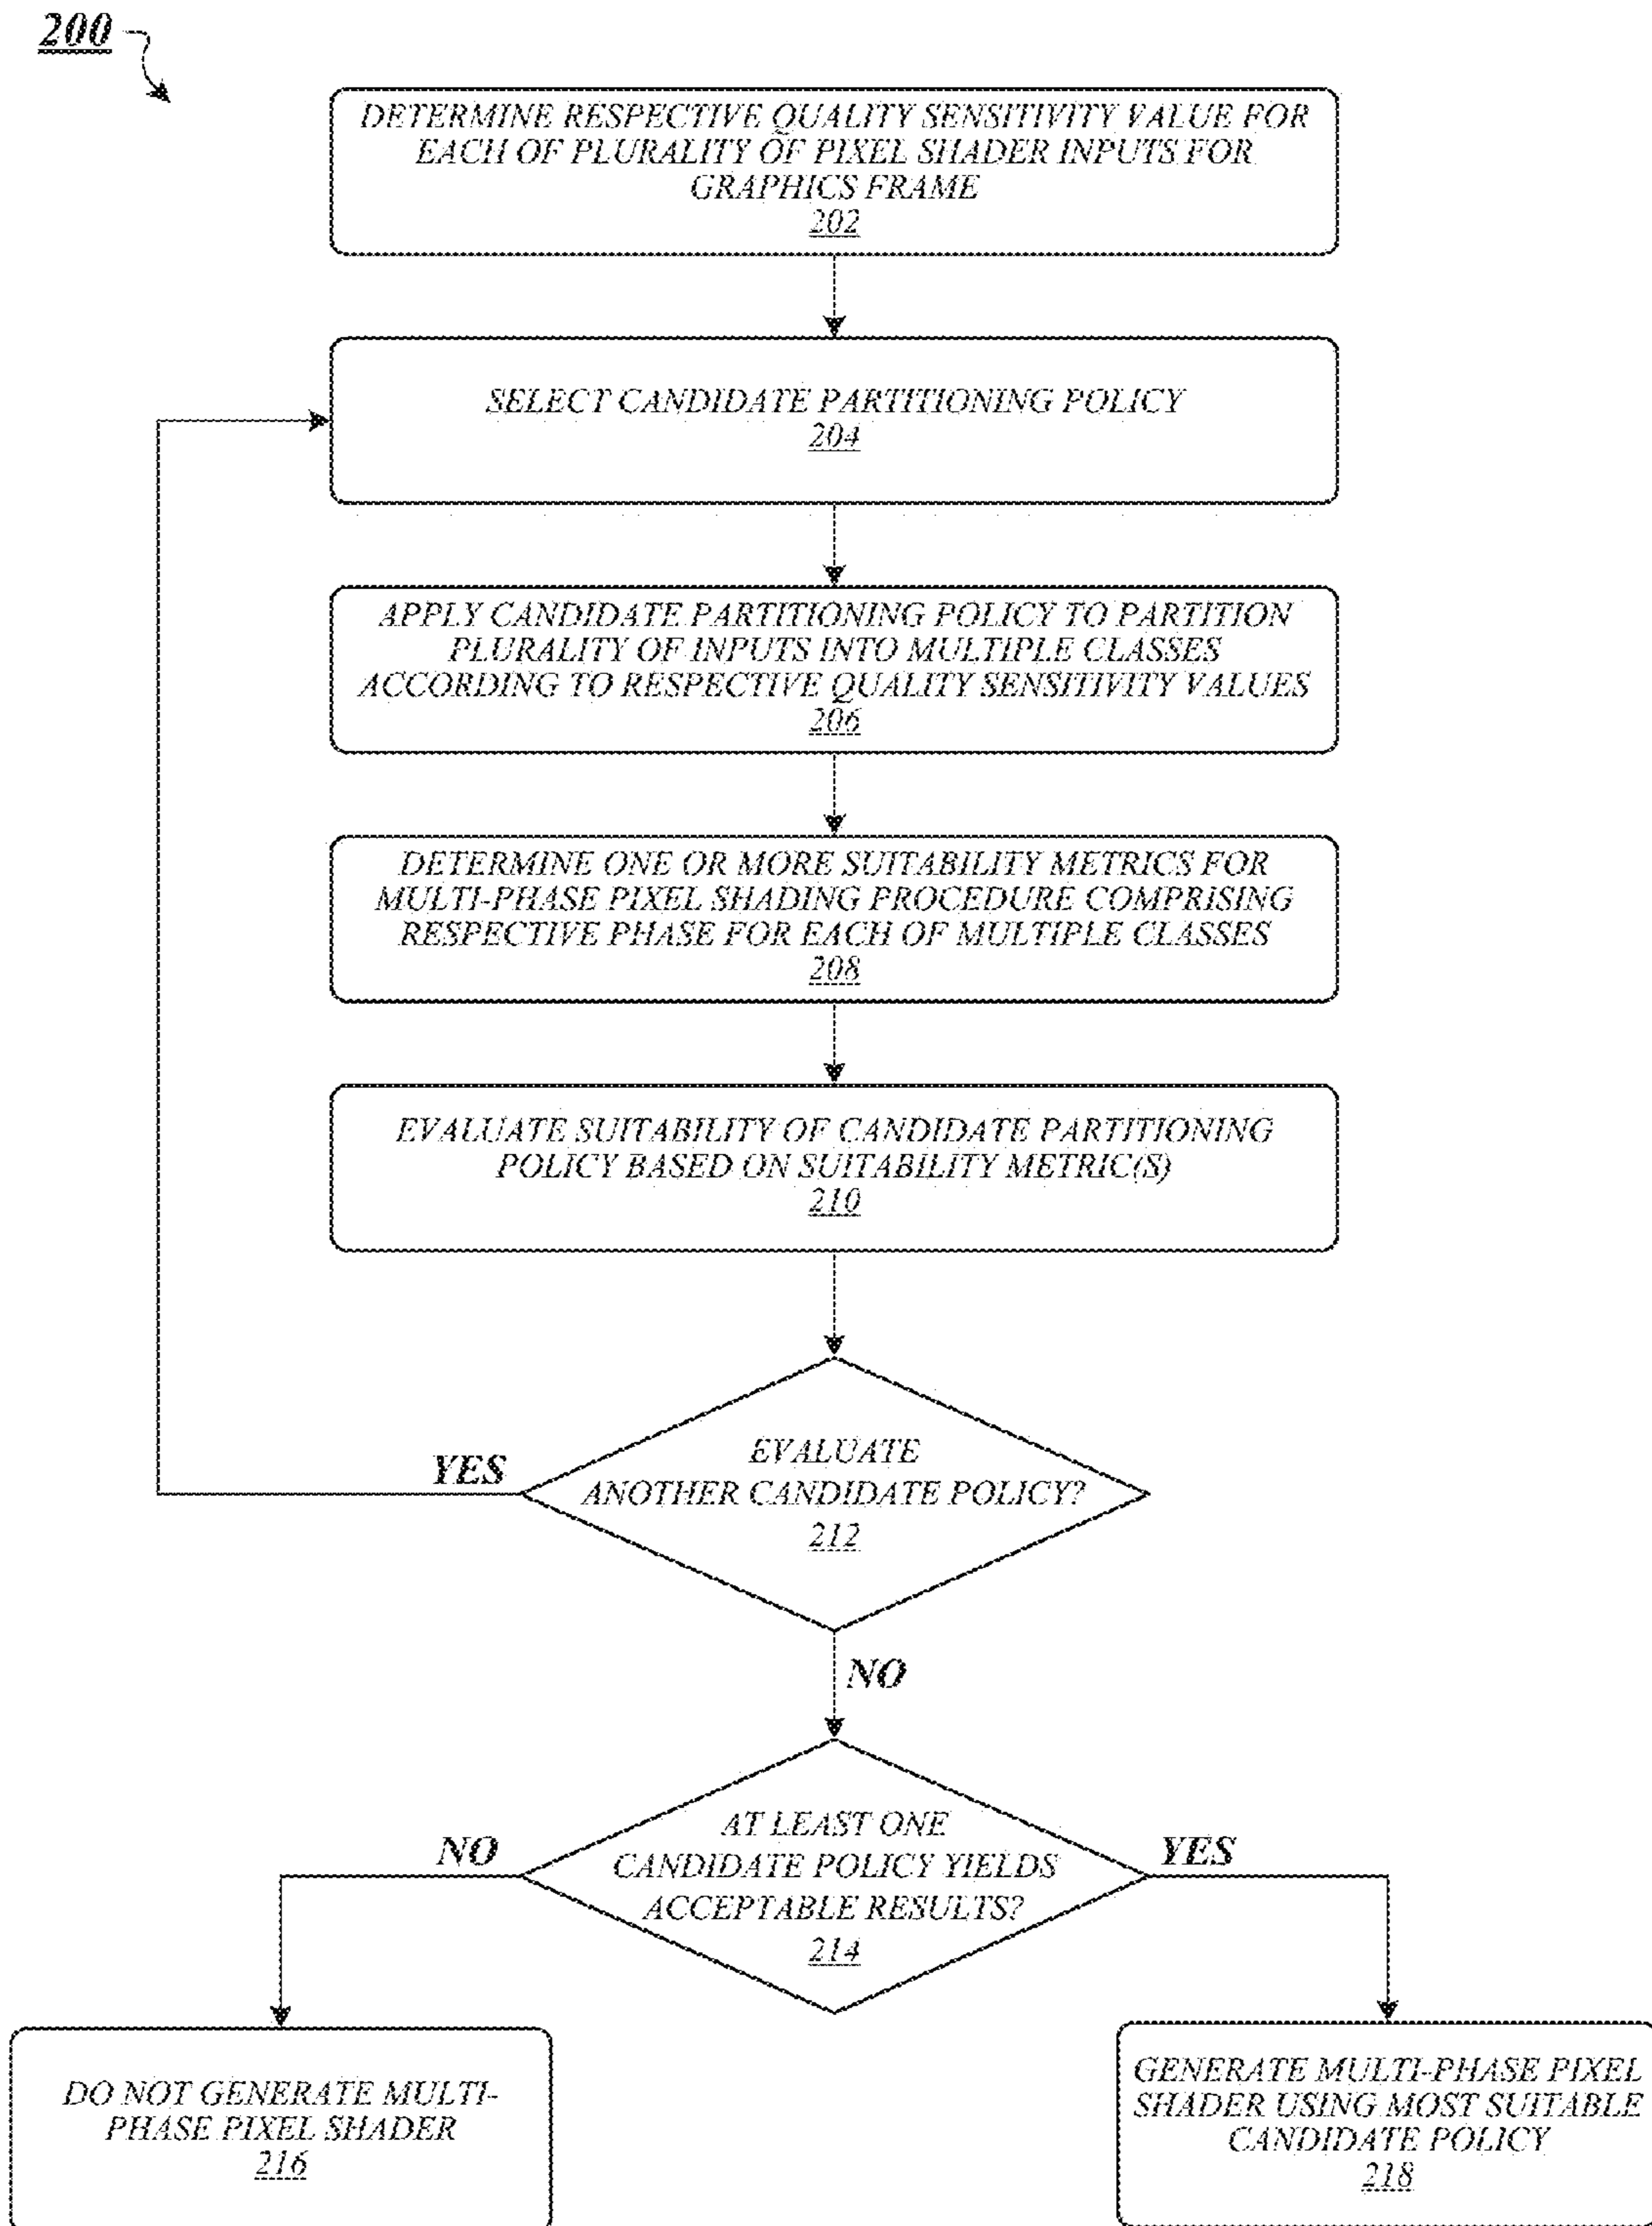 200
DETERMINE RESPECTIVE QUALITY SENSITIVITY VALUE FOR
EACH OF PLURALITY OF PIXEL SHADER INPUTS FOR
GRAPHICS FRAME
202
SELECT CANDIDATE PARTITIONING POLICY
204
APPLY CANDIDATE PARTITIONING POLICY TO PARTITION
PLURALITY OF INPUTS INTO MULTIPLE CLASSES
ACCORDING TO RESPECTIVE QUALITY SENSITIVITY VALUES
206
DETERMINE ONE OR MORE SUITABILITY METRICS FOR
MULTI-PHASE PIXEL SHADING PROCEDURE COMPRISING
RESPECTIVE PHASE FOR EACH OF MULTIPLE CLASSES
208
EVALUATE SUITABILITY OF CANDIDATE PARTITIONING
POLICY BASED ON SUITABILITY METRIC(S)
210
YES
EVALUATE
ANOTHER CANDIDATE POLICY?
212
NO
NO
AT LEAST ONE
CANDIDATE POLICY YIELDS
ACCEPTABLE RESULTS?
214
YES
DO NOT GENERATE MULTI-
PHASE PIXEL SHADER
216
GENERATE MULTI-PHASE PIXEL
SHADER USING MOST SUITABLE
CANDIDATE POLICY
218